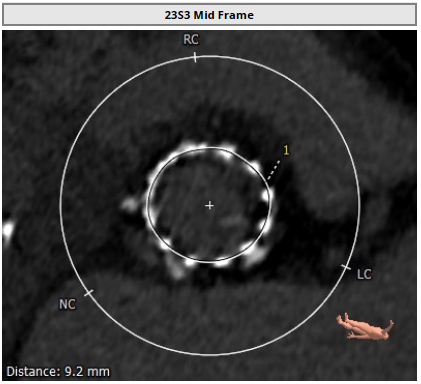 23S3 Mid Frame
RC
1
LC
NC
Distance: 9.2 mm